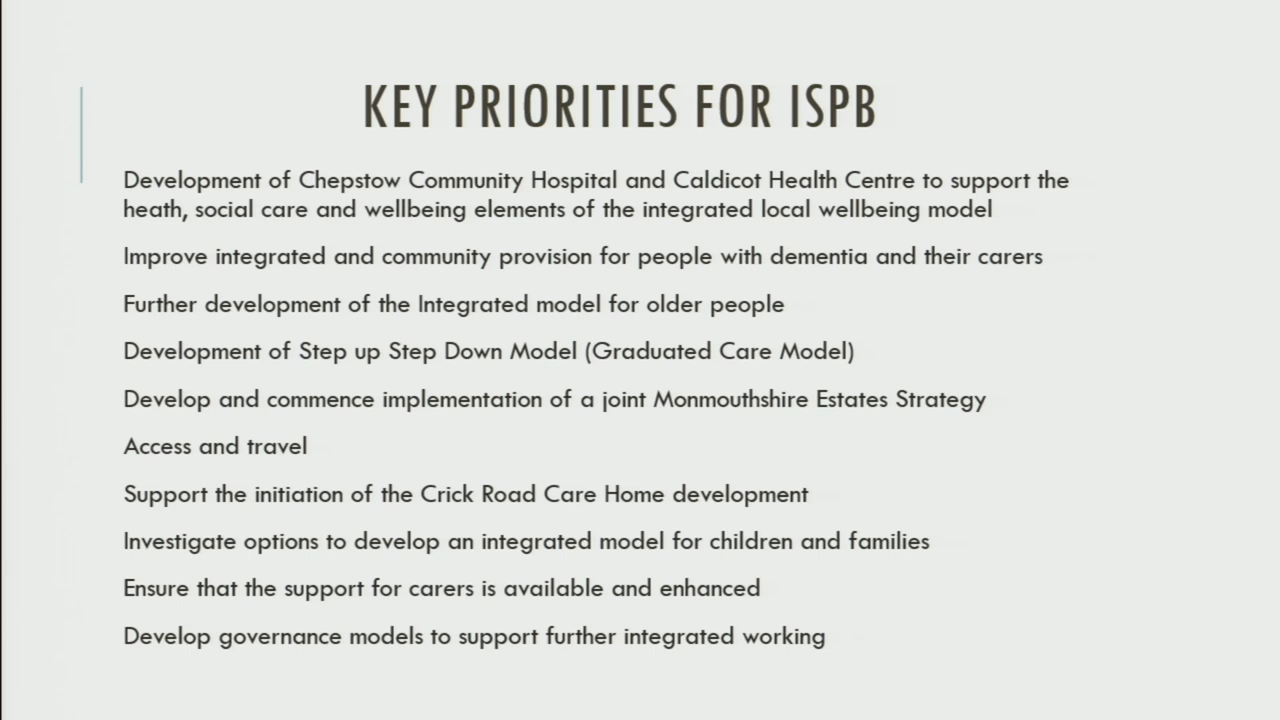 KEY PRIORITIES FOR ISPB
Development of Chepstow Community Hospital and Caldicot Health Centre to support the
heath, social care and wellbeing elements of the integrated local wellbeing model
Improve integrated and community provision for people with dementia and their carers
Further development of the Integrated model for older people
Development of Step up Step Down Model (Graduated Care Model)
Develop and commence implementation of a joint Monmouthshire Estates Strategy
Access and travel
Support the initiation of the Crick Road Care Home development
Investigate options to develop an integrated model for children and families
Ensure that the support for carers is available and enhanced
Develop governance models to support further integrated working